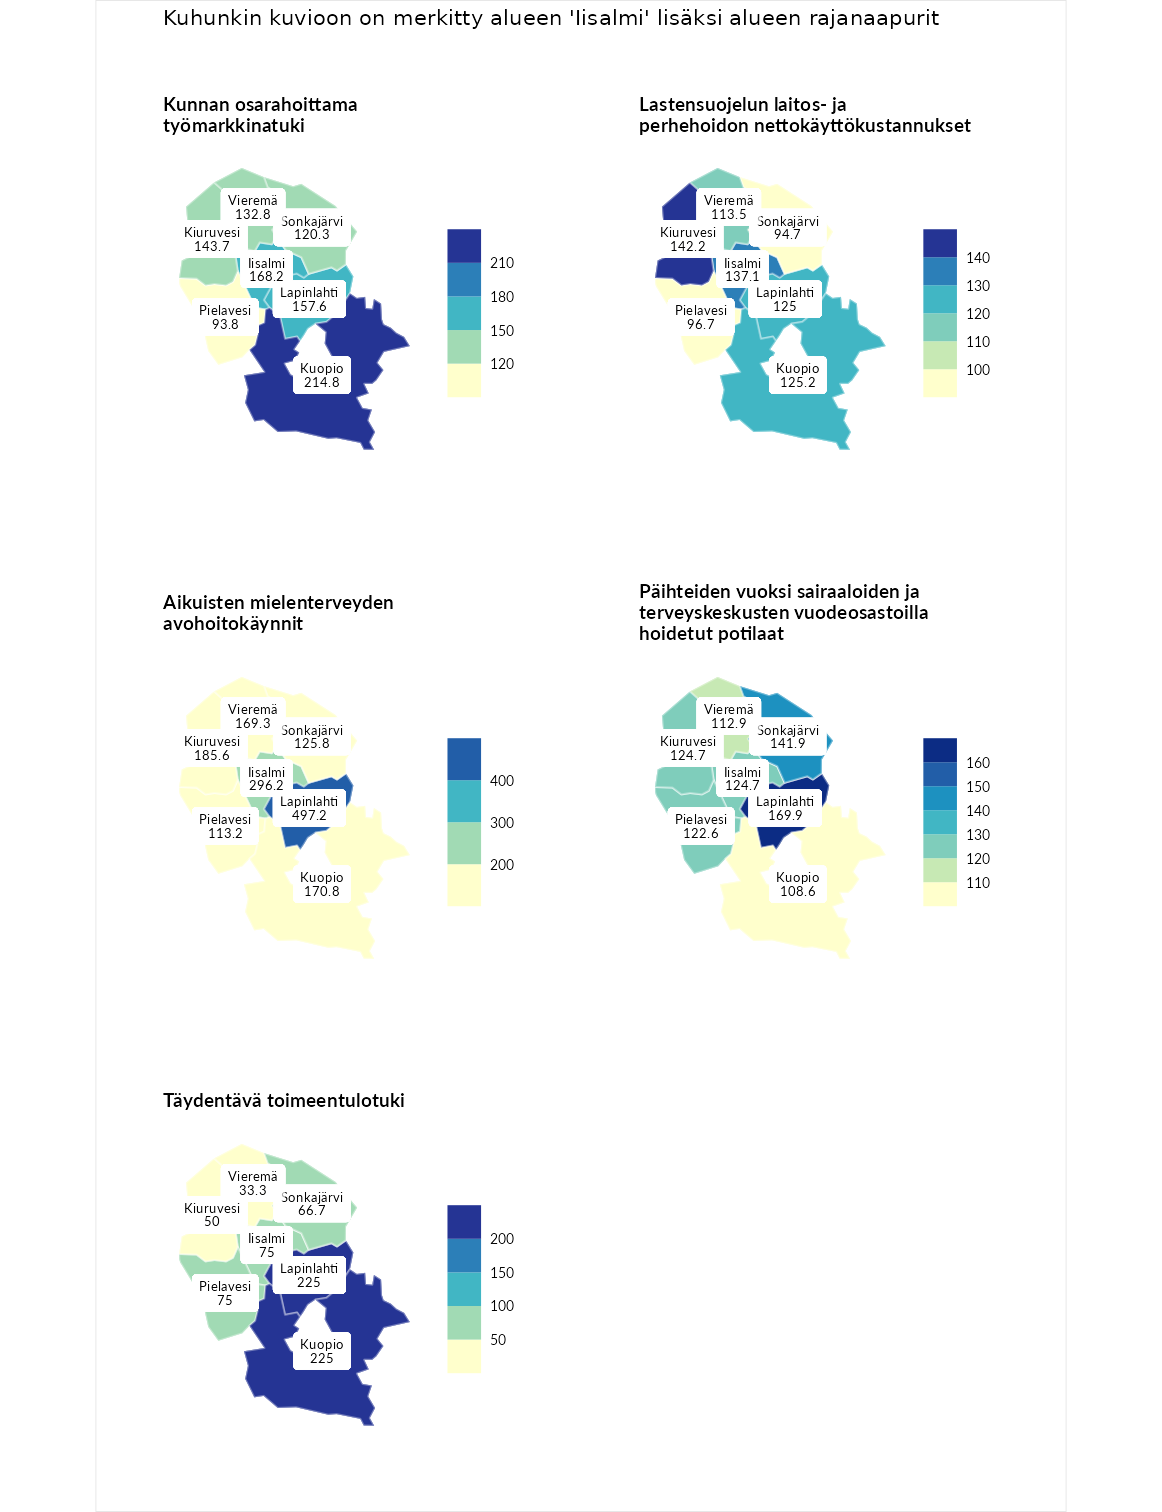 Kuhunkin kuvioon on merkitty alueen 'Iisalmi' lisäksi alueen rajanaapurit
Kunnan osarahoittama
työmarkkinatuki
Vieremä
132.8
Sonkajärvi
120.3
Kiuruvesi
143.7
Iisalmi
168.2
Lapinlahti
157.6
Pielavesi
93.8
Kuopio
214.8
210
180
150
120
Lastensuojelun laitos- ja
perhehoidon nettokäyttökustannukset
Vieremä
113.5
Sonkajärvi
94.7
Kiuruvesi
142.2
Iisalmi
137.1
Lapinlahti
125
Pielavesi
96.7
Kuopio
125.2
140
130
120
110
100
Aikuisten mielenterveyden
avohoitokäynnit
Vieremä
169.3
Sonkajärvi
125.8
Kiuruvesi
185.6
Iisalmi
296.2
Lapinlahti
497.2
Pielavesi
113.2
Kuopio
170.8
400
300
200
Päihteiden vuoksi sairaaloiden ja
terveyskeskusten vuodeosastoilla
hoidetut potilaat
Vieremä
112.9
Sonkajärvi
141.9
Kiuruvesi
124.7
Iisalmi
124.7
Lapinlahti
169.9
Pielavesi
122.6
Kuopio
108.6
160
150
140
130
120
110
Täydentävä toimeentulotuki
Vieremä
33.3
Sonkajärvi
66.7
Kiuruvesi
50
Iisalmi
75
Lapinlahti
225
Pielavesi
75
Kuopio
225
200
150
100
50